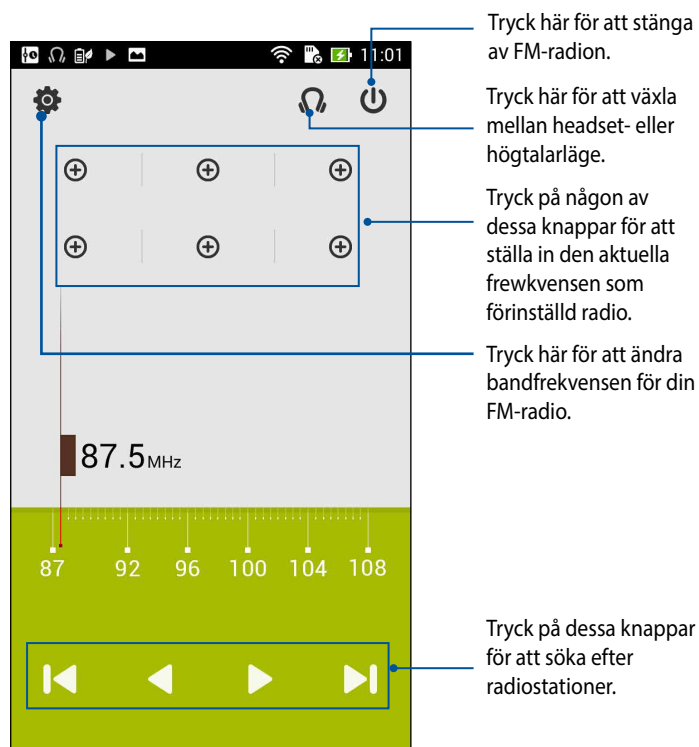 Tryck här för att stänga
av FM-radion.
11:01
Tryck här för att växla
mellan headset- eller
högtalarläge.
Tryck på någon av
dessa knappar för att
ställa in den aktuella
frewkvensen som
förinställd radio.
Tryck här för att ändra
bandfrekvensen för din
FM-radio.
87.5MHz
87 92 96 100 104 108
Tryck på dessa knappar
för att söka efter
radiostationer.